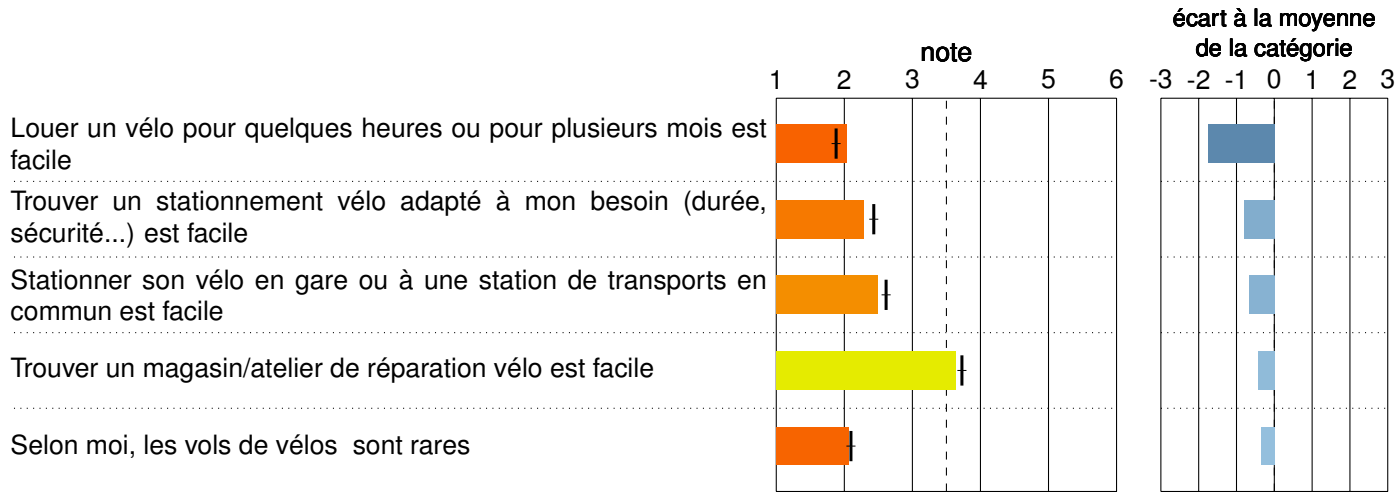 écart à la moyenne
note de la catégorie
1 2 3 4 5 6 -3 -2 -1 0 1 2 3
Louer un vélo pour quelques heures ou pour plusieurs mois est
facile
Trouver un stationnement vélo adapté à mon besoin (durée,
sécurité...) est facile
Stationner son vélo en gare ou à une station de transports en
commun est facile
Trouver un magasin/atelier de réparation vélo est facile
Selon moi, les vols de vélos sont rares